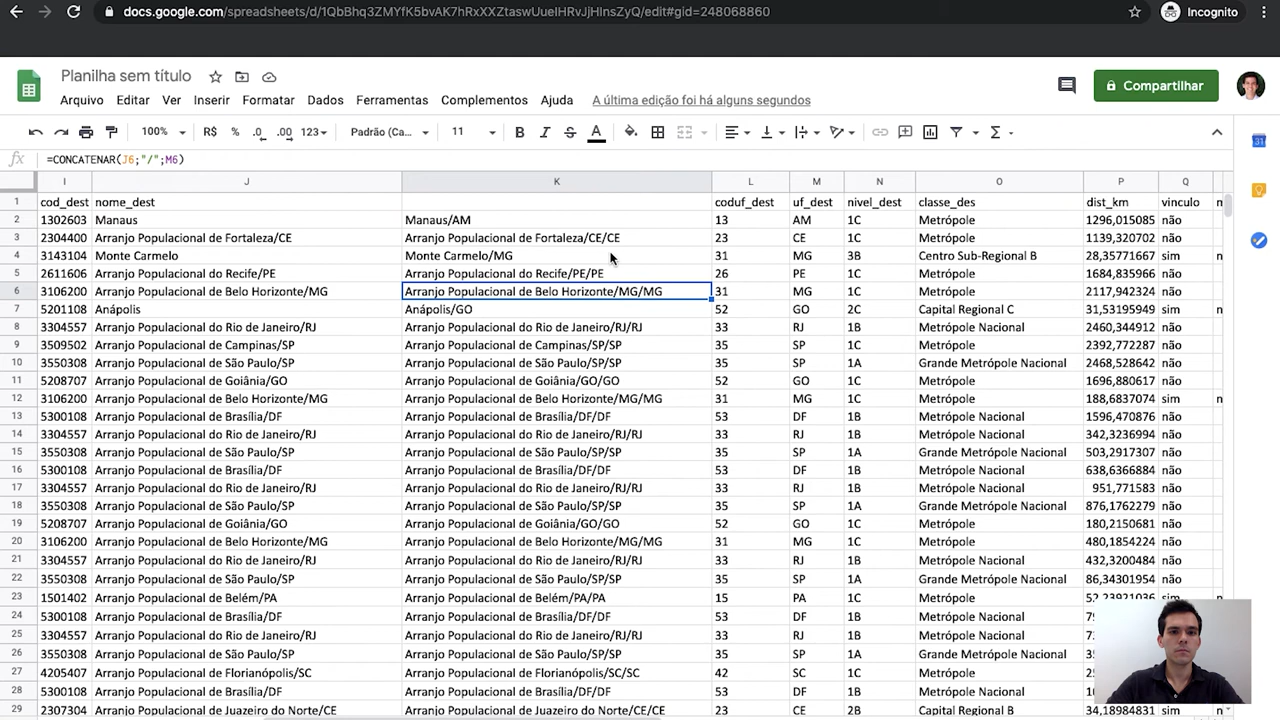 docs.google.com/spreadsheets/d/1QbBhq3ZMYfK5bvAK7hRxXXZtaswUueIHRvJjHInsZyQ/edit#gid=248068860
Incognito
Planilha sem título
Compartilhar
Arquivo Editar Ver Inserir Formatar Dados Ferramentas Complementos Ajuda A última edição foi há alguns segundos
100% R$ % .0 .00 123 Padrão (Ca... 11 B I S A Σ
fx =CONCATENAR(J6;"/";M6)
31
I J K L M N O P Q
1 cod_dest nome_dest coduf_dest uf_dest nivel_dest classe_des dist_km vinculo
2 1302603 Manaus Manaus/AM 13 AM 1C Metrópole 1296,015085 não
3 2304400 Arranjo Populacional de Fortaleza/CE Arranjo Populacional de Fortaleza/CE/CE 23 CE 1C Metrópole 1139,320702 não
4 3143104 Monte Carmelo Monte Carmelo/MG 31 MG 3B Centro Sub-Regional B 28,35771667 sim n
5 2611606 Arranjo Populacional do Recife/PE Arranjo Populacional do Recife/PE/PE 26 PE 1C Metrópole 1684,835966 não
6 3106200 Arranjo Populacional de Belo Horizonte/MG Arranjo Populacional de Belo Horizonte/MG/MG 31 MG 1C Metrópole 2117,942324 não
7 5201108 Anápolis Anápolis/GO 52 GO 2C Capital Regional C 31,53195949 sim n
8 3304557 Arranjo Populacional do Rio de Janeiro/RJ Arranjo Populacional do Rio de Janeiro/RJ/RJ 33 RJ 1B Metrópole Nacional 2460,344912 não
9 3509502 Arranjo Populacional de Campinas/SP Arranjo Populacional de Campinas/SP/SP 35 SP 1C Metrópole 2392,772287 não
10 3550308 Arranjo Populacional de São Paulo/SP Arranjo Populacional de São Paulo/SP/SP 35 SP 1A Grande Metrópole Nacional 2468,528642 não
11 5208707 Arranjo Populacional de Goiânia/GO Arranjo Populacional de Goiânia/GO/GO 52 GO 1C Metrópole 1696,880617 não
12 3106200 Arranjo Populacional de Belo Horizonte/MG Arranjo Populacional de Belo Horizonte/MG/MG 31 MG 1C Metrópole 188,6837074 sim n
13 5300108 Arranjo Populacional de Brasília/DF Arranjo Populacional de Brasília/DF/DF 53 DF 1B Metrópole Nacional 1596,470876 não
14 3304557 Arranjo Populacional do Rio de Janeiro/RJ Arranjo Populacional do Rio de Janeiro/RJ/RJ 33 RJ 1B Metrópole Nacional 342,3236994 não
15 3550308 Arranjo Populacional de São Paulo/SP Arranjo Populacional de São Paulo/SP/SP 35 SP 1A Grande Metrópole Nacional 503,2917307 não
16 5300108 Arranjo Populacional de Brasília/DF Arranjo Populacional de Brasília/DF/DF 53 DF 1B Metrópole Nacional 638,6366884 não
17 3304557 Arranjo Populacional do Rio de Janeiro/RJ Arranjo Populacional do Rio de Janeiro/RJ/RJ 33 RJ 1B Metrópole Nacional 951,771583 não
18 3550308 Arranjo Populacional de São Paulo/SP Arranjo Populacional de São Paulo/SP/SP 35 SP 1A Grande Metrópole Nacional 876,1762279 não
19 5208707 Arranjo Populacional de Goiânia/GO Arranjo Populacional de Goiânia/GO/GO 52 GO 1C Metrópole 180,2150681 não
20 3106200 Arranjo Populacional de Belo Horizonte/MG Arranjo Populacional de Belo Horizonte/MG/MG 31 MG 1C Metrópole 480,1854224 não
21 3304557 Arranjo Populacional do Rio de Janeiro/RJ Arranjo Populacional do Rio de Janeiro/RJ/RJ 33 RJ 1B Metrópole Nacional 432,3200484 não
22 3550308 Arranjo Populacional de São Paulo/SP Arranjo Populacional de São Paulo/SP/SP 35 SP 1A Grande Metrópole Nacional 86,34301954 não
23 1501402 Arranjo Populacional de Belém/PA Arranjo Populacional de Belém/PA/PA 15 PA 1C Metrópole sim
24 5300108 Arranjo Populacional de Brasília/DF Arranjo Populacional de Brasília/DF/DF 53 DF 1B Metrópole Nacional
25 3304557 Arranjo Populacional do Rio de Janeiro/RJ Arranjo Populacional do Rio de Janeiro/RJ/RJ 33 RJ 1B Metrópole Nacional
26 3550308 Arranjo Populacional de São Paulo/SP Arranjo Populacional de São Paulo/SP/SP 35 SP 1A Grande Metrópole Nacional
27 4205407 Arranjo Populacional de Florianópolis/SC Arranjo Populacional de Florianópolis/SC/SC 42 SC 1C Metrópole
28 5300108 Arranjo Populacional de Brasília/DF Arranjo Populacional de Brasília/DF/DF 53 DF 1B Metrópole Nacional
29 2307304 Arranjo Populacional de Juazeiro do Norte/CE Arranjo Populacional de Juazeiro do Norte/CE/CE 23 CE 2B Capital Regional B 34,18984831 sim